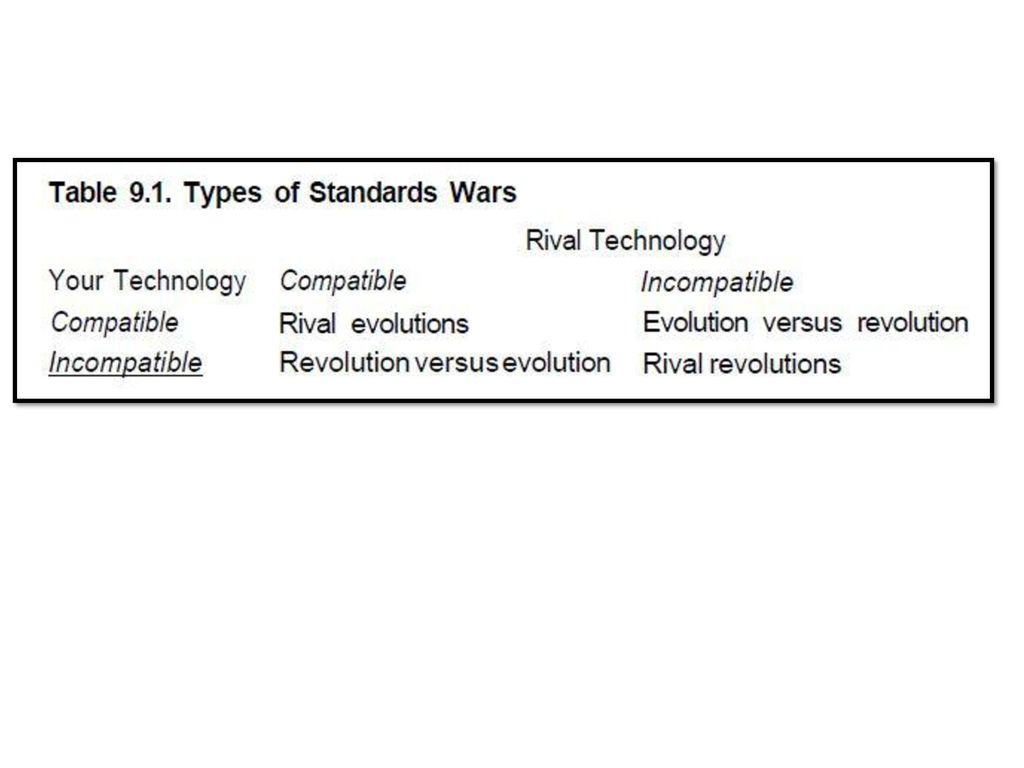 Table 9.1. Types of Standards Wars
Rival Technology
Your Technology Compatible Incompatible
Compatible Rival evolutions Evolution versus revolution
Incompatible Revolution versus evolution Rival revolutions